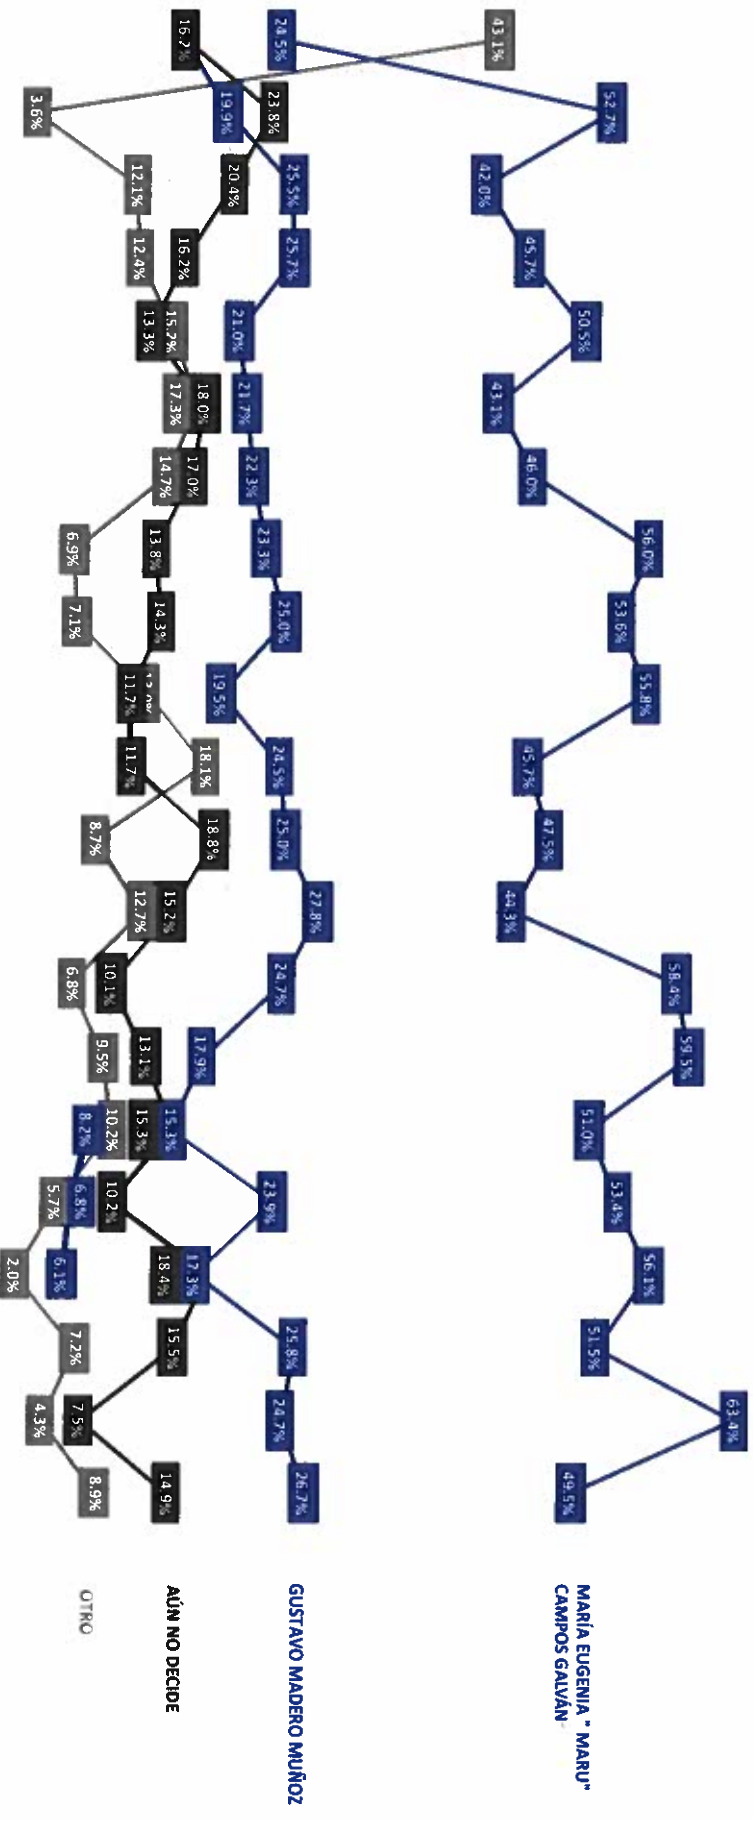 24.5% 52.7% 42.0% 45.7% 50.5% 43.1% 46.0% 56.0% 53.6% 55.8% 45.7% 47.5% 44.3% 58.4% 59.5% 51.0% 53.4% 56.1% 51.5% 63.4% 49.5%
MARÍA EUGENIA " MARU"
CAMPOS GALVÁN
19.9% 25.5% 25.7% 21.0% 21.7% 22.3% 23.3% 25.0% 19.5% 24.5% 25.0% 27.8% 24.7% 17.9% 15.3% 23.9% 17.3% 25.8% 24.7% 26.7%
GUSTAVO MADERO MUÑOZ
16.2% 23.8% 20.4% 16.2% 13.3% 18.0% 17.0% 13.8% 14.3% 11.7% 11.7% 18.8% 15.2% 10.1% 13.1% 15.3% 10.2% 18.4% 15.5% 7.5% 14.9%
AÚN NO DECIDE
43.1% 3.6% 12.1% 12.4% 15.2% 17.3% 14.7% 6.9% 7.1% 18.1% 8.7% 12.7% 6.8% 9.5% 10.2% 5.7% 2.0% 7.2% 4.3% 8.9%
OTRO
8.2% 6.8% 6.1%